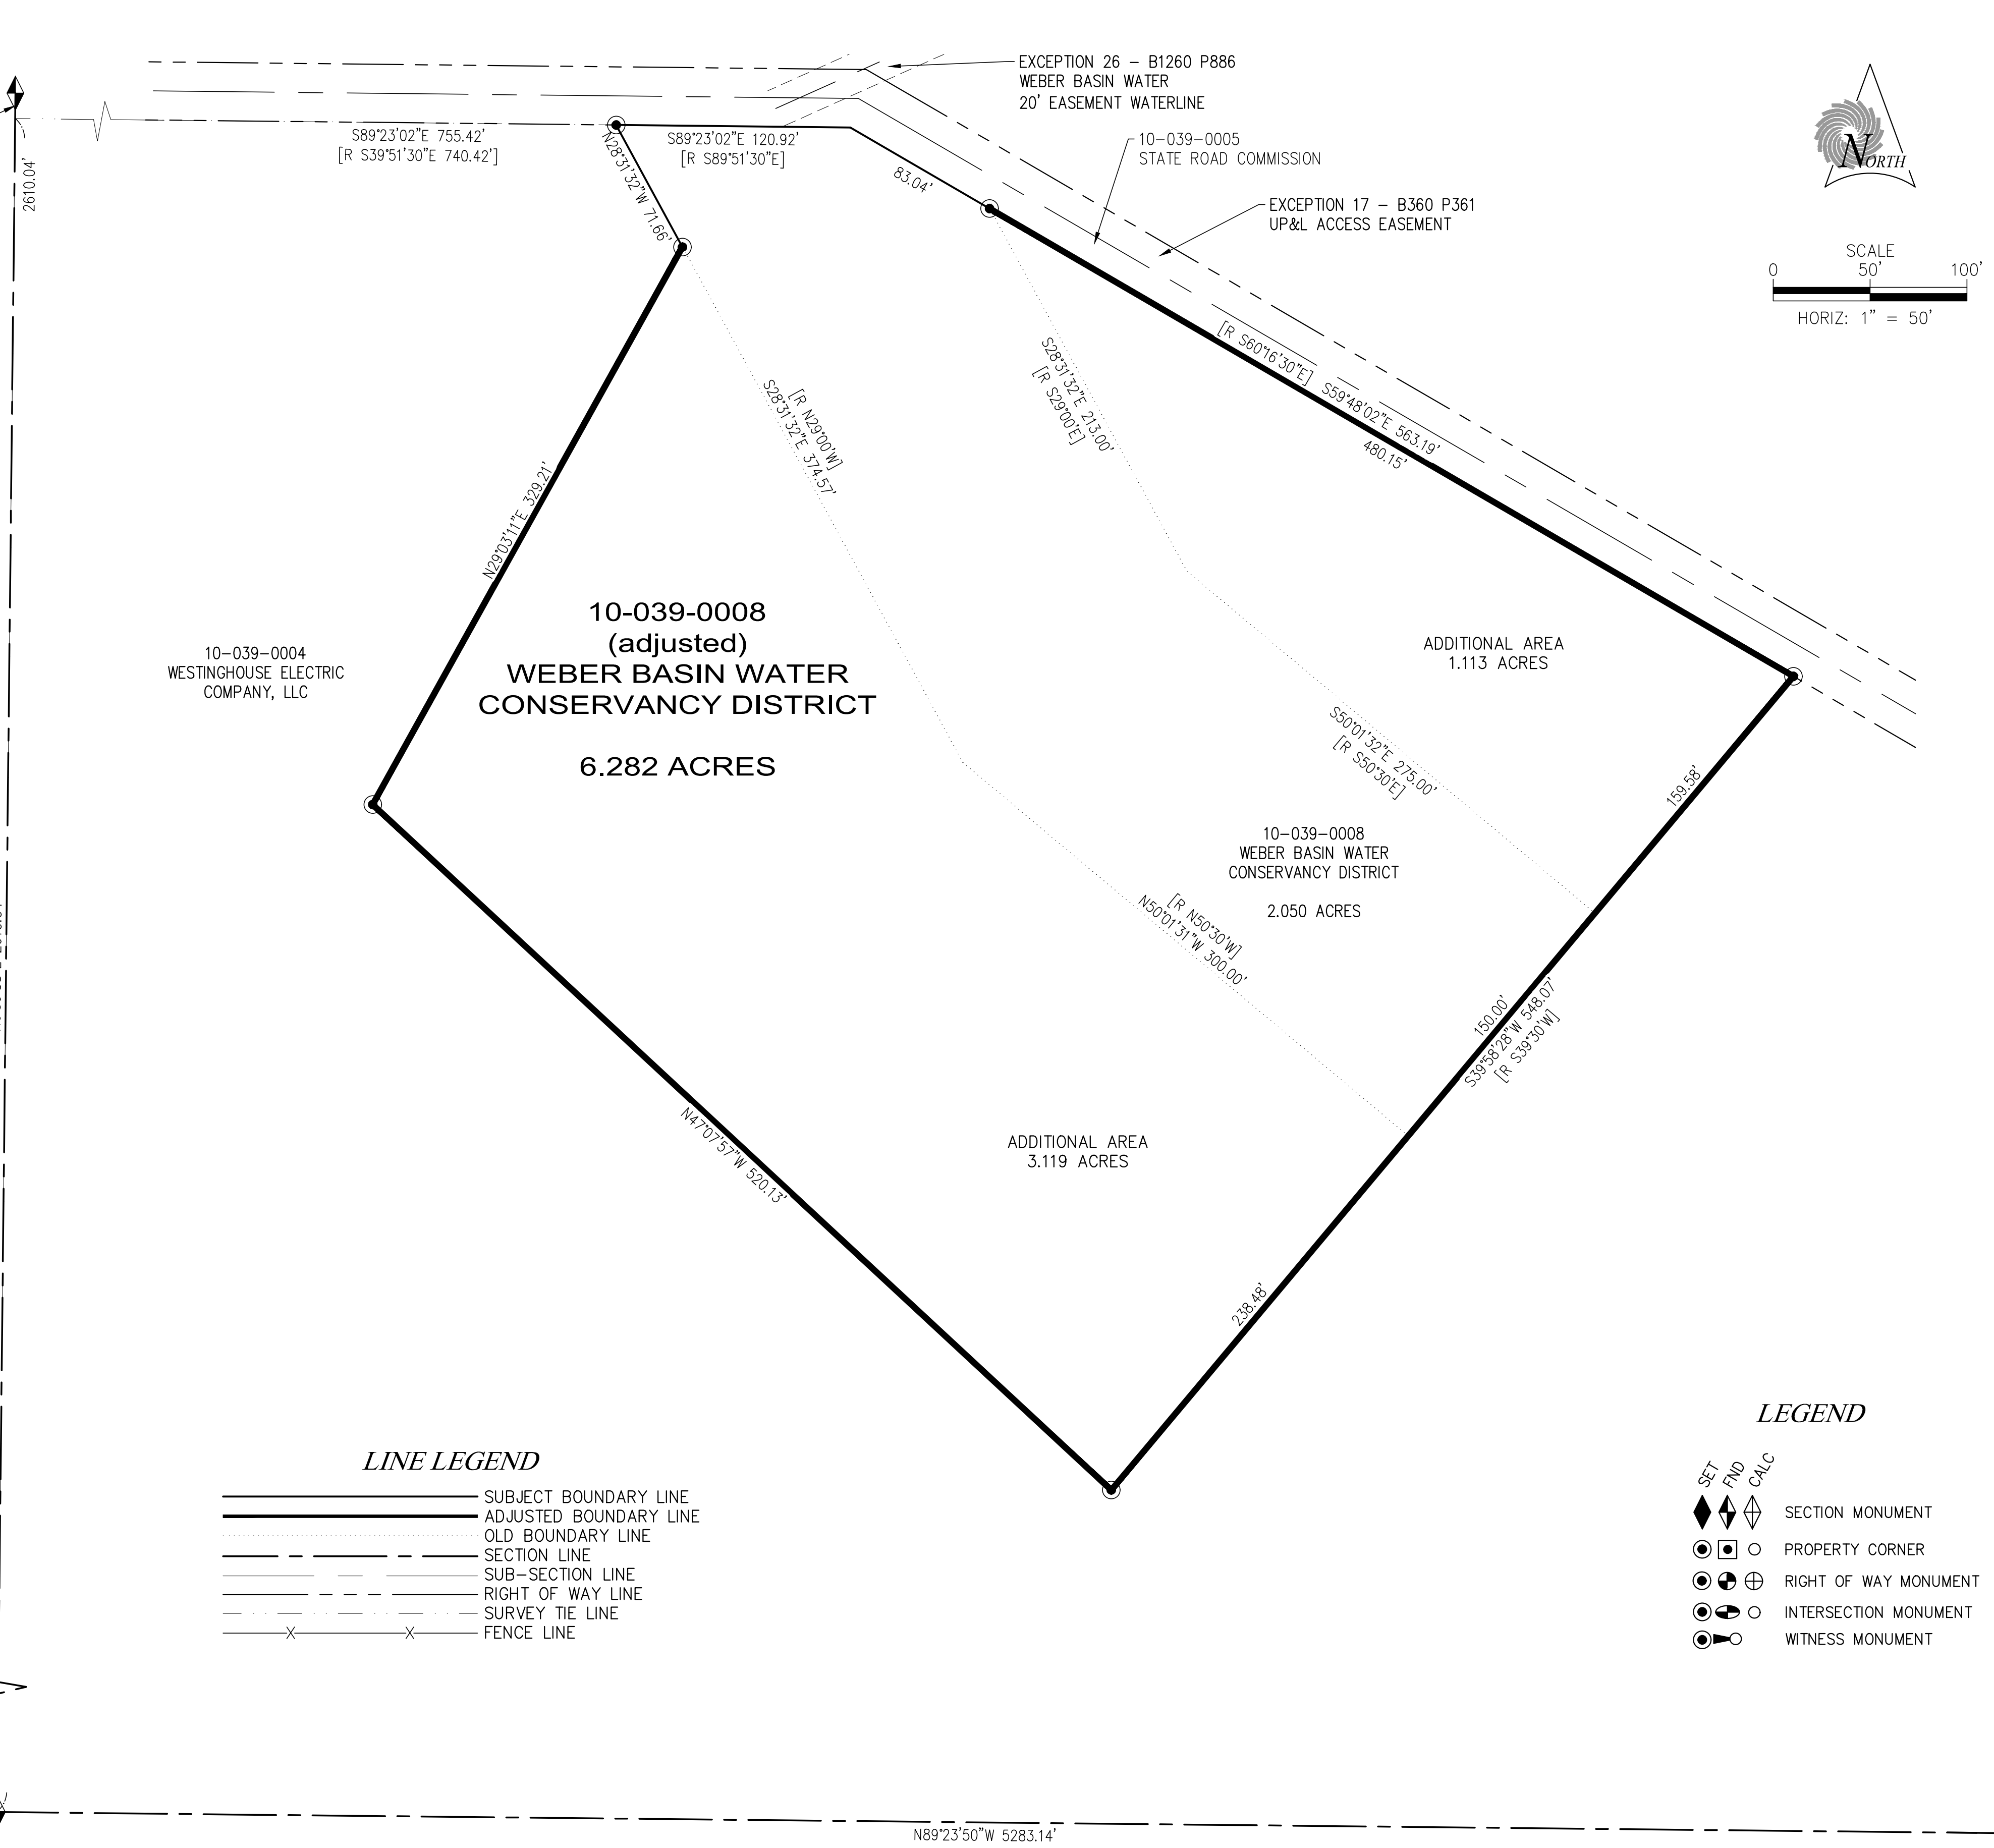 EXCEPTION 26 – B1260 P886
WEBER BASIN WATER
20' EASEMENT WATERLINE
10–039–0005
STATE ROAD COMMISSION
EXCEPTION 17 – B360 P361
UP&L ACCESS EASEMENT
NORTH
SCALE
0 50' 100'
HORIZ: 1" = 50'
2610.04'
S89°23'02"E 755.42'
[R S39°51'30"E 740.42']
S89°23'02"E 120.92'
[R S89°51'30"E]
N28°31'32"W 71.66'
83.04'
[R S60°16'30"E] S59°48'02"E 563.19'
480.15'
S28°31'32"E 213.00'
[R S29°00'E]
[R N29°00'W]
S28°31'32"E 374.57'
N29°03'11"E 329.21'
10-039-0008
(adjusted)
WEBER BASIN WATER
CONSERVANCY DISTRICT
6.282 ACRES
10–039–0004
WESTINGHOUSE ELECTRIC
COMPANY, LLC
ADDITIONAL AREA
1.113 ACRES
S50°01'32"E 275.00'
[R S50°30'E]
159.58'
10–039–0008
WEBER BASIN WATER
CONSERVANCY DISTRICT
2.050 ACRES
[R N50°30'W]
N50°01'31"W 300.00'
150.00'
S39°58'28"W 548.07'
[R S39°30'W]
N47°07'57"W 520.13'
ADDITIONAL AREA
3.119 ACRES
238.48'
LINE LEGEND
SUBJECT BOUNDARY LINE
ADJUSTED BOUNDARY LINE
OLD BOUNDARY LINE
SECTION LINE
SUB–SECTION LINE
RIGHT OF WAY LINE
SURVEY TIE LINE
X X FENCE LINE
LEGEND
SET FND CALC
SECTION MONUMENT
PROPERTY CORNER
RIGHT OF WAY MONUMENT
INTERSECTION MONUMENT
WITNESS MONUMENT
N89°23'50"W 5283.14'